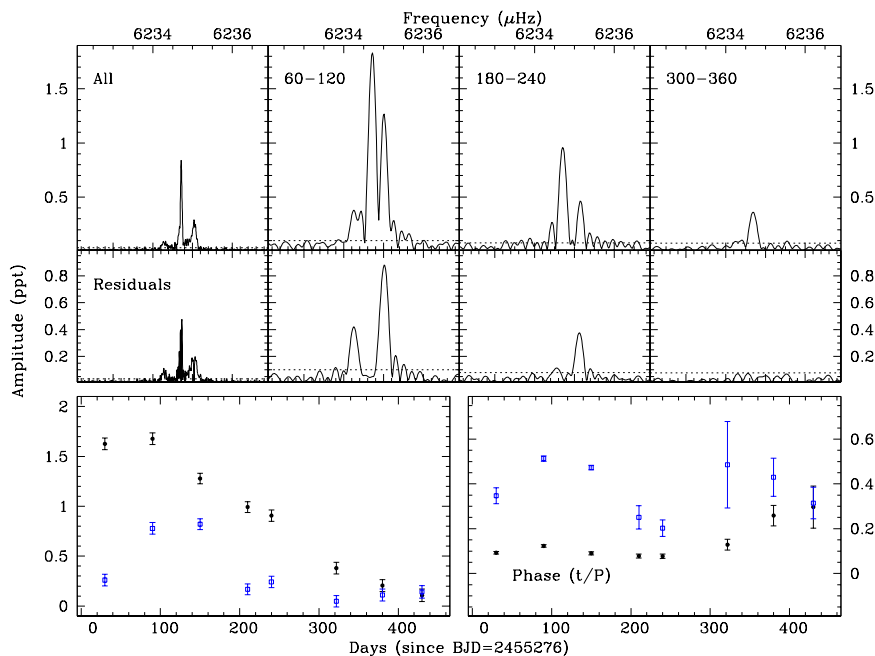 Frequency (μHz)
6234 6236 6234 6236 6234 6236 6234 6236
All 60−120 180−240 300−360
1.5 1.5
1 1
0.5 0.5
Residuals
0.8 0.8
0.6 0.6
0.4 0.4
0.2 0.2
Amplitude (ppt)
2
1.5
1
0.5
0
0.6
0.4
0.2
0
Phase (t/P)
0 100 200 300 400 0 100 200 300 400
Days (since BJD=2455276)